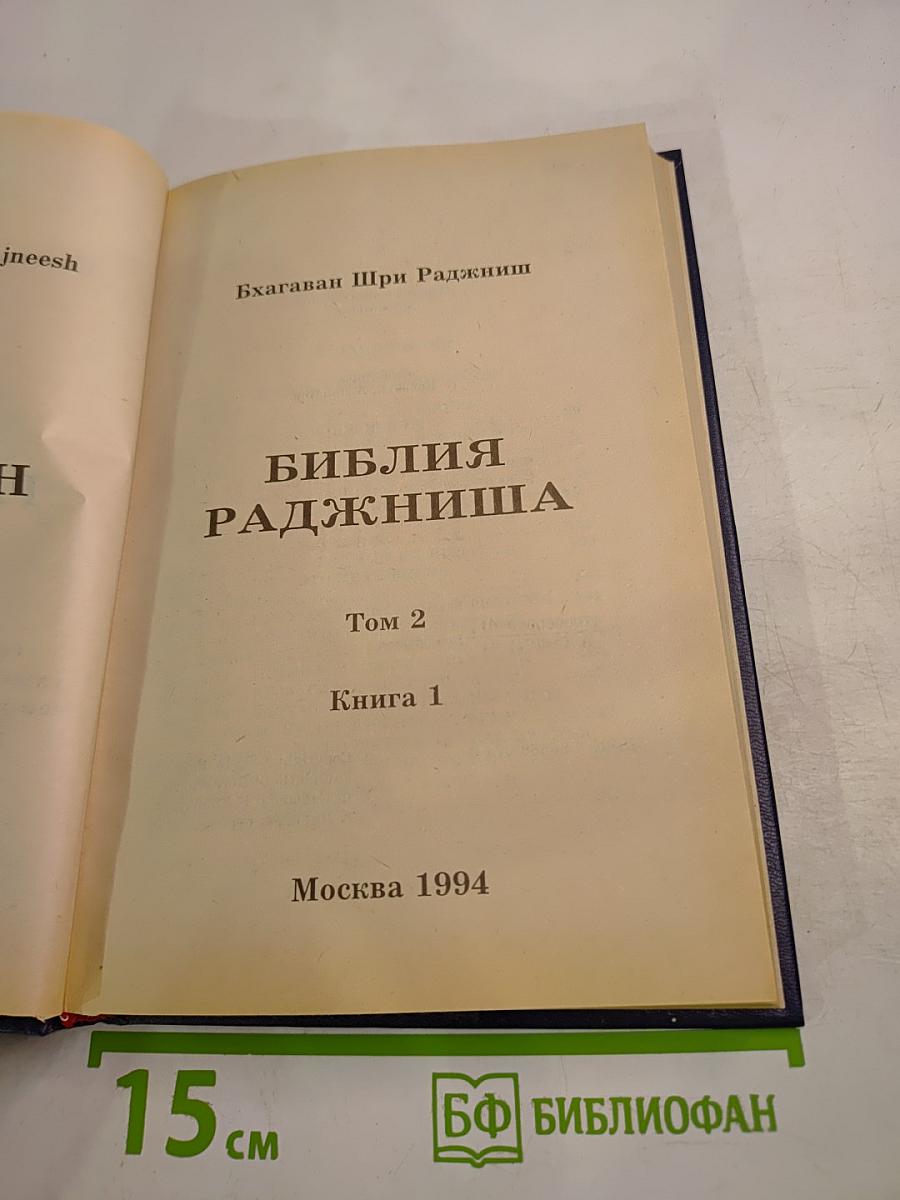 jneesh
Н
Бхагаван Шри Раджниш
БИБЛИЯ
РАДЖНИША
Том 2
Книга 1
Москва 1994
15 см
БФ БИБЛИОФАН